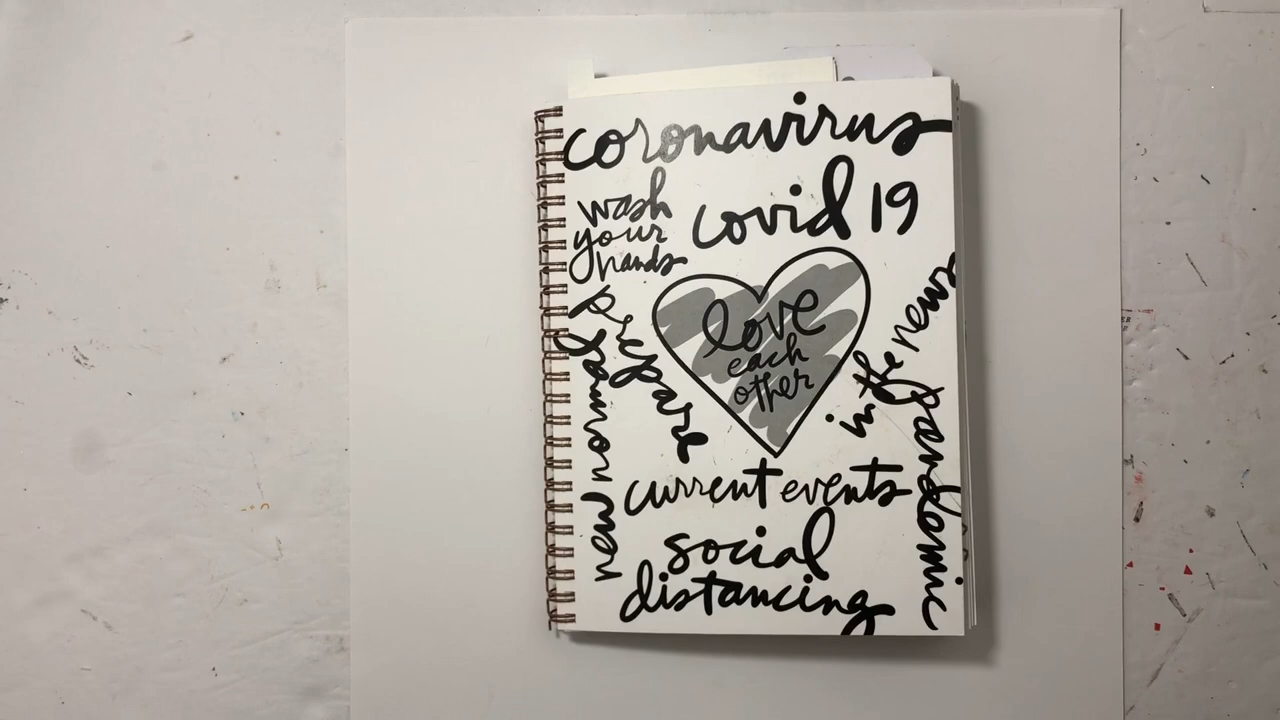 coronavirus
wash
your
hands
covid 19
prepare
new normal
love
each
other
in the news
pandemic
current events
social
distancing